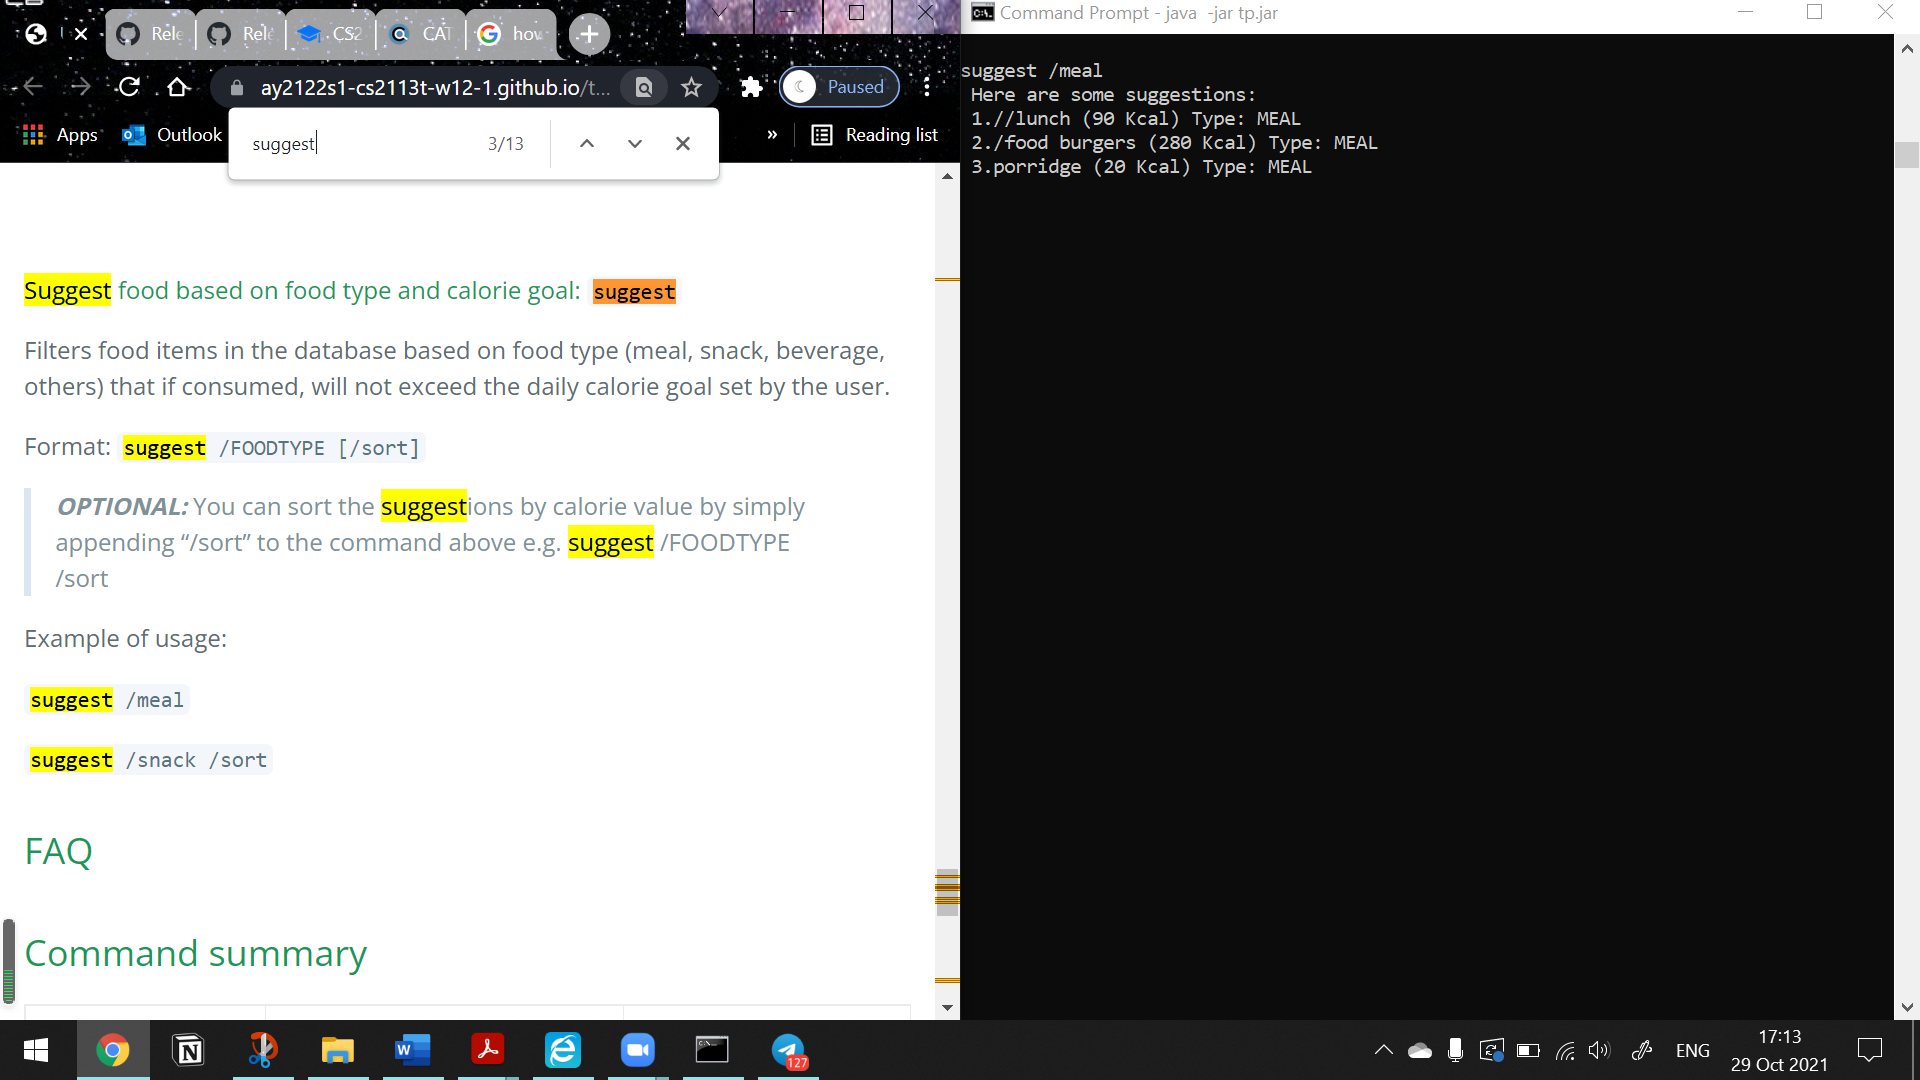 Rele
Rele
CS2
CAT
how
Command Prompt - java -jar tp.jar
ay2122s1-cs2113t-w12-1.github.io/t...
Paused
Apps
Outlook
»
Reading list
suggest
3/13
Suggest food based on food type and calorie goal: suggest
Filters food items in the database based on food type (meal, snack, beverage,
others) that if consumed, will not exceed the daily calorie goal set by the user.
Format: suggest /FOODTYPE [/sort]
OPTIONAL: You can sort the suggestions by calorie value by simply
appending “/sort” to the command above e.g. suggest /FOODTYPE
/sort
Example of usage:
suggest /meal
suggest /snack /sort
FAQ
Command summary
suggest /meal
Here are some suggestions:
1.//lunch (90 Kcal) Type: MEAL
2./food burgers (280 Kcal) Type: MEAL
3.porridge (20 Kcal) Type: MEAL
127
ENG
17:13
29 Oct 2021